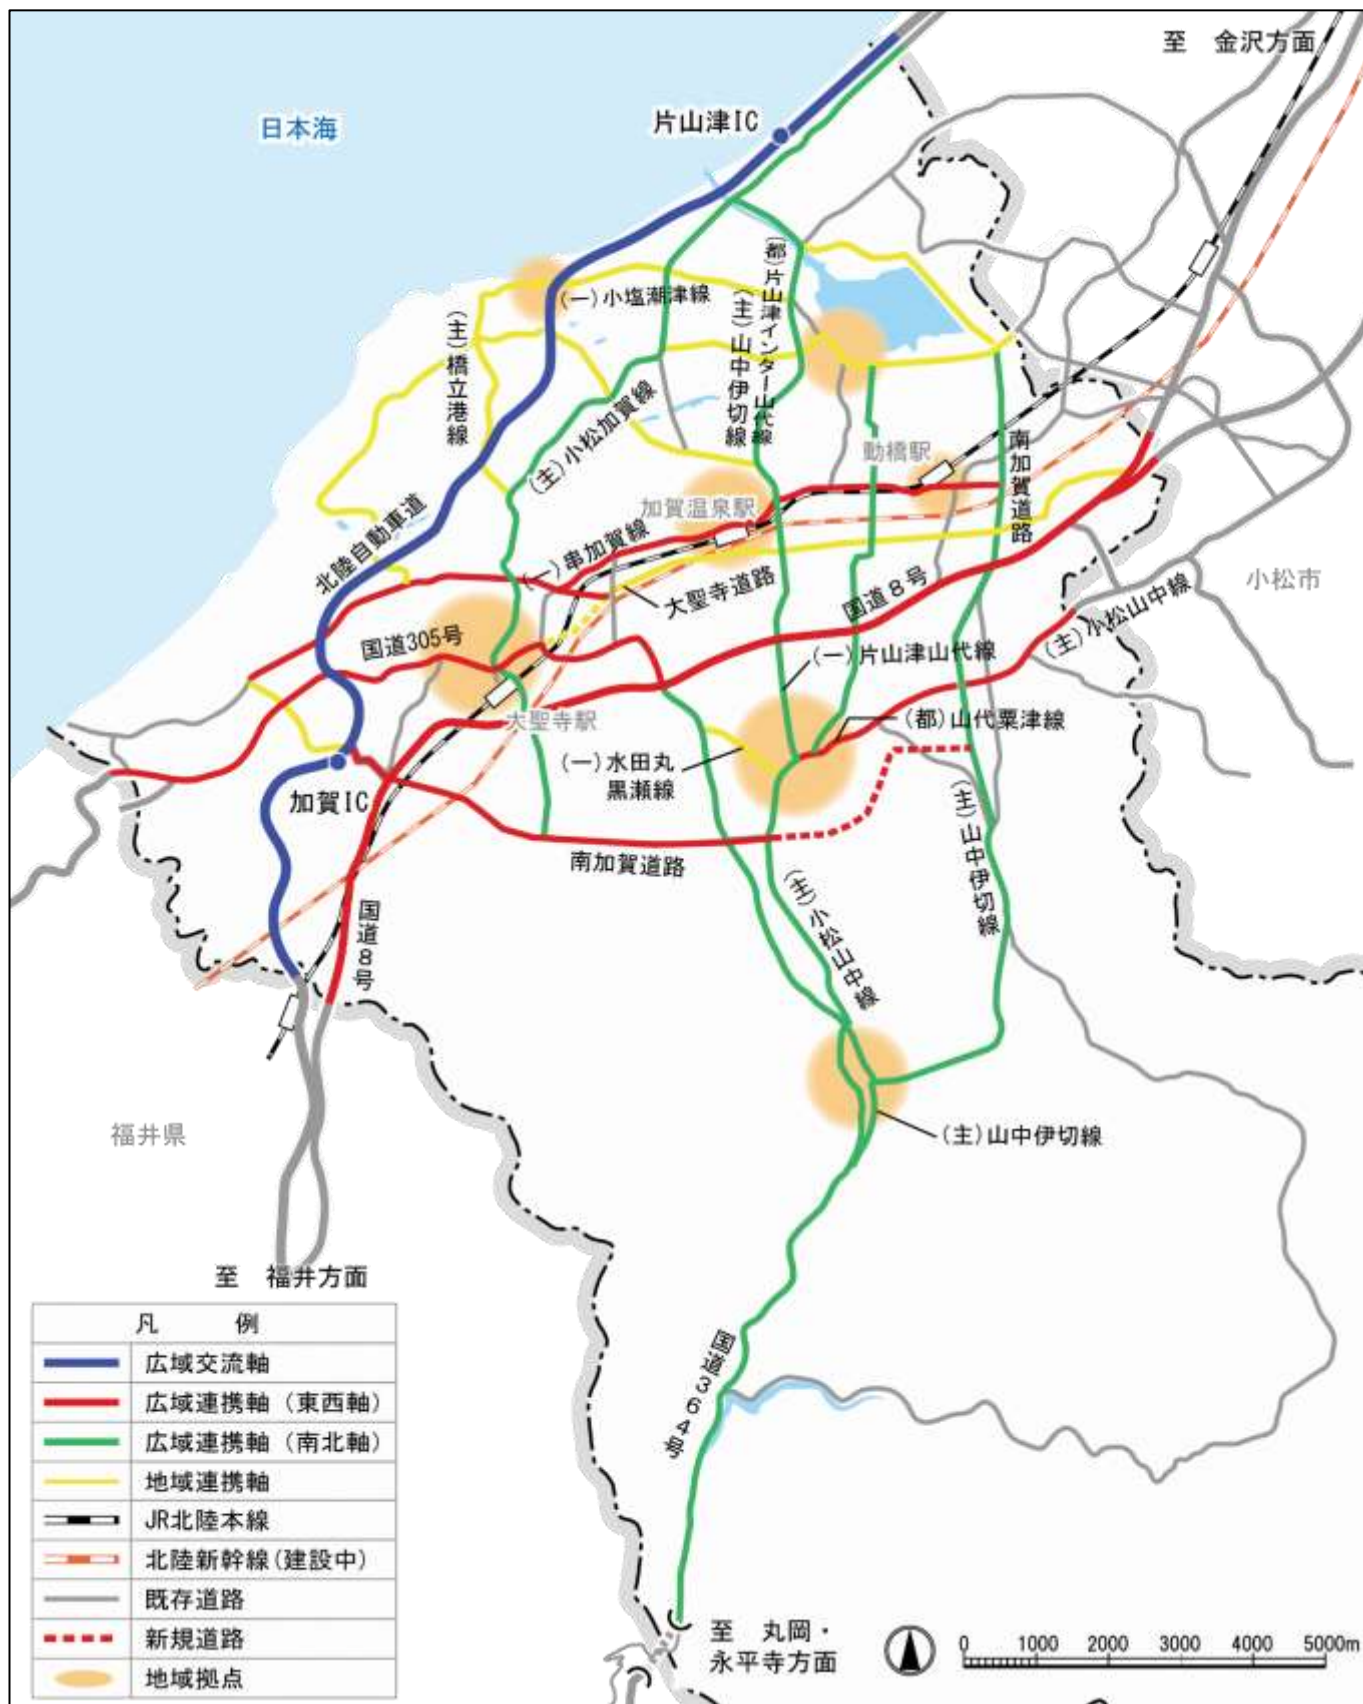 至　金沢方面
片山津IC
日本海
(都)片山津インター山代線
(一)小塩潮津線
(主)山中伊切線
(主)橋立港線
(主)小松加賀線
動橋駅
南加賀道路
加賀温泉駅
北陸自動車道
(一)串加賀線
大聖寺道路
国道8号
小松市
(主)小松山中線
国道305号
(一)片山津山代線
大聖寺駅
(都)山代粟津線
(一)水田丸
黒瀬線
加賀IC
(主)山中伊切線
南加賀道路
(主)小松山中線
国道8号
福井県
(主)山中伊切線
至　福井方面
国道364号
凡　例
広域交流軸
広域連携軸（東西軸）
広域連携軸（南北軸）
地域連携軸
JR北陸本線
北陸新幹線(建設中)
既存道路
新規道路
地域拠点
至　丸岡・
永平寺方面
0 1000 2000 3000 4000 5000m